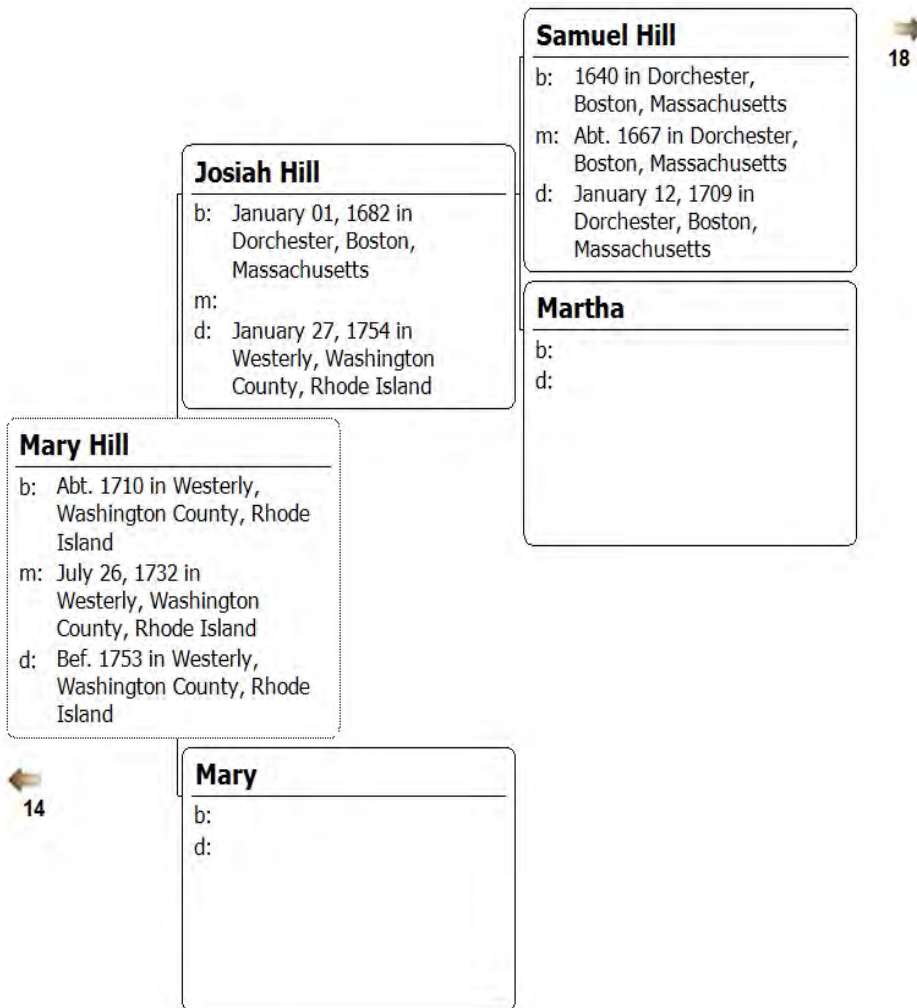 Samuel Hill
b: 1640 in Dorchester,
Boston, Massachusetts
m: Abt. 1667 in Dorchester,
Boston, Massachusetts
d: January 12, 1709 in
Dorchester, Boston,
Massachusetts
18
Josiah Hill
b: January 01, 1682 in
Dorchester, Boston,
Massachusetts
m:
d: January 27, 1754 in
Westerly, Washington
County, Rhode Island
Martha
b:
d:
Mary Hill
b: Abt. 1710 in Westerly,
Washington County, Rhode
Island
m: July 26, 1732 in
Westerly, Washington
County, Rhode Island
d: Bef. 1753 in Westerly,
Washington County, Rhode
Island
14
Mary
b:
d: